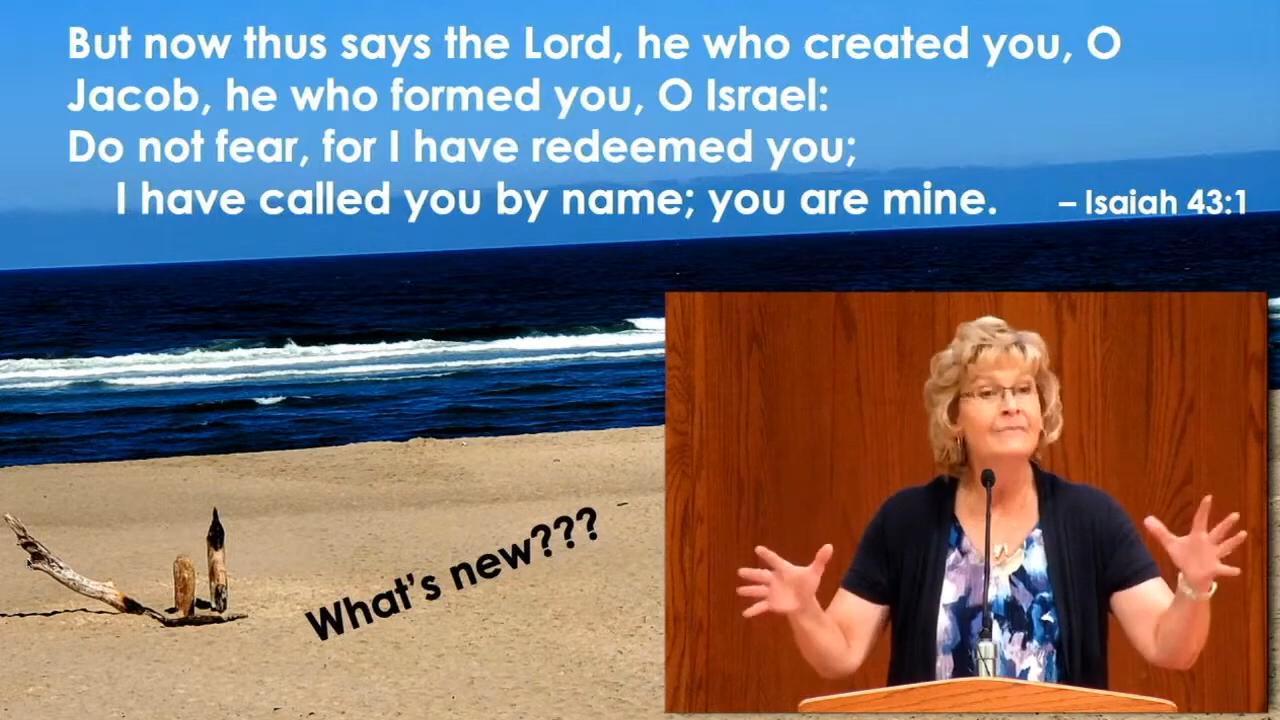 But now thus says the Lord, he who created you, O
Jacob, he who formed you, O Israel:
Do not fear, for I have redeemed you;
I have called you by name; you are mine. – Isaiah 43:1
What's new???